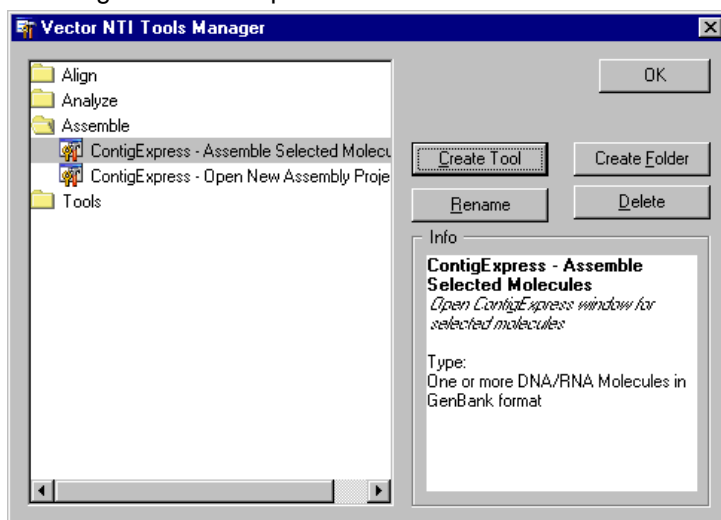 Vector NTI Tools Manager
Align
Analyze
Assemble
ContigExpress - Assemble Selected Molecu
ContigExpress - Open New Assembly Proje
Tools
OK
Create Tool
Create Folder
Rename
Delete
Info
ContigExpress - Assemble
Selected Molecules
Open ContigExpress window for
selected molecules
Type:
One or more DNA/RNA Molecules in
GenBank format